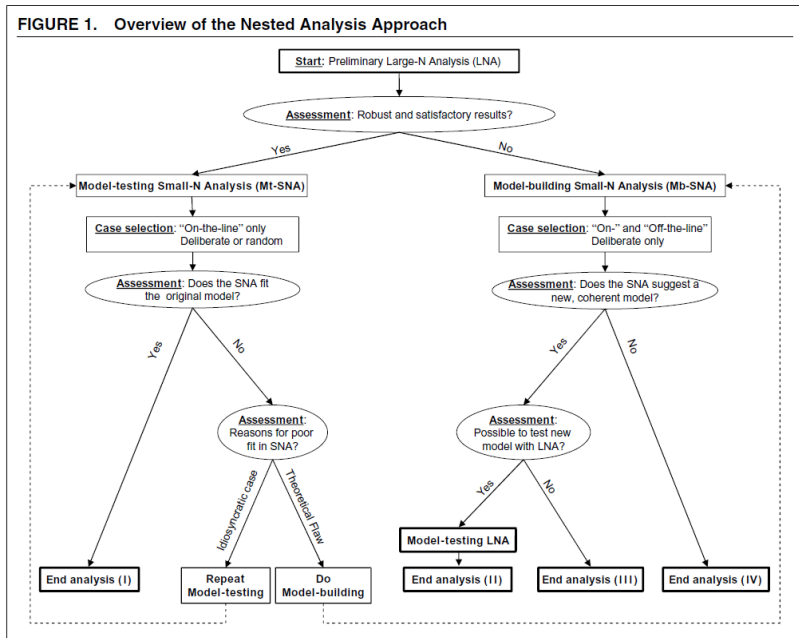 FIGURE 1. Overview of the Nested Analysis Approach
Start: Preliminary Large-N Analysis (LNA)
Assessment: Robust and satisfactory results?
Yes
No
Model-testing Small-N Analysis (Mt-SNA)
Model-building Small-N Analysis (Mb-SNA)
Case selection: “On-the-line” only
Deliberate or random
Case selection: “On-” and “Off-the-line”
Deliberate only
Assessment: Does the SNA fit
the original model?
Assessment: Does the SNA suggest a
new, coherent model?
Yes
No
Yes
No
Assessment:
Reasons for poor
fit in SNA?
Assessment:
Possible to test new
model with LNA?
Idiosyncratic case
Theoretical Flaw
Yes
No
Model-testing LNA
End analysis (I)
Repeat
Model-testing
Do
Model-building
End analysis (II)
End analysis (III)
End analysis (IV)